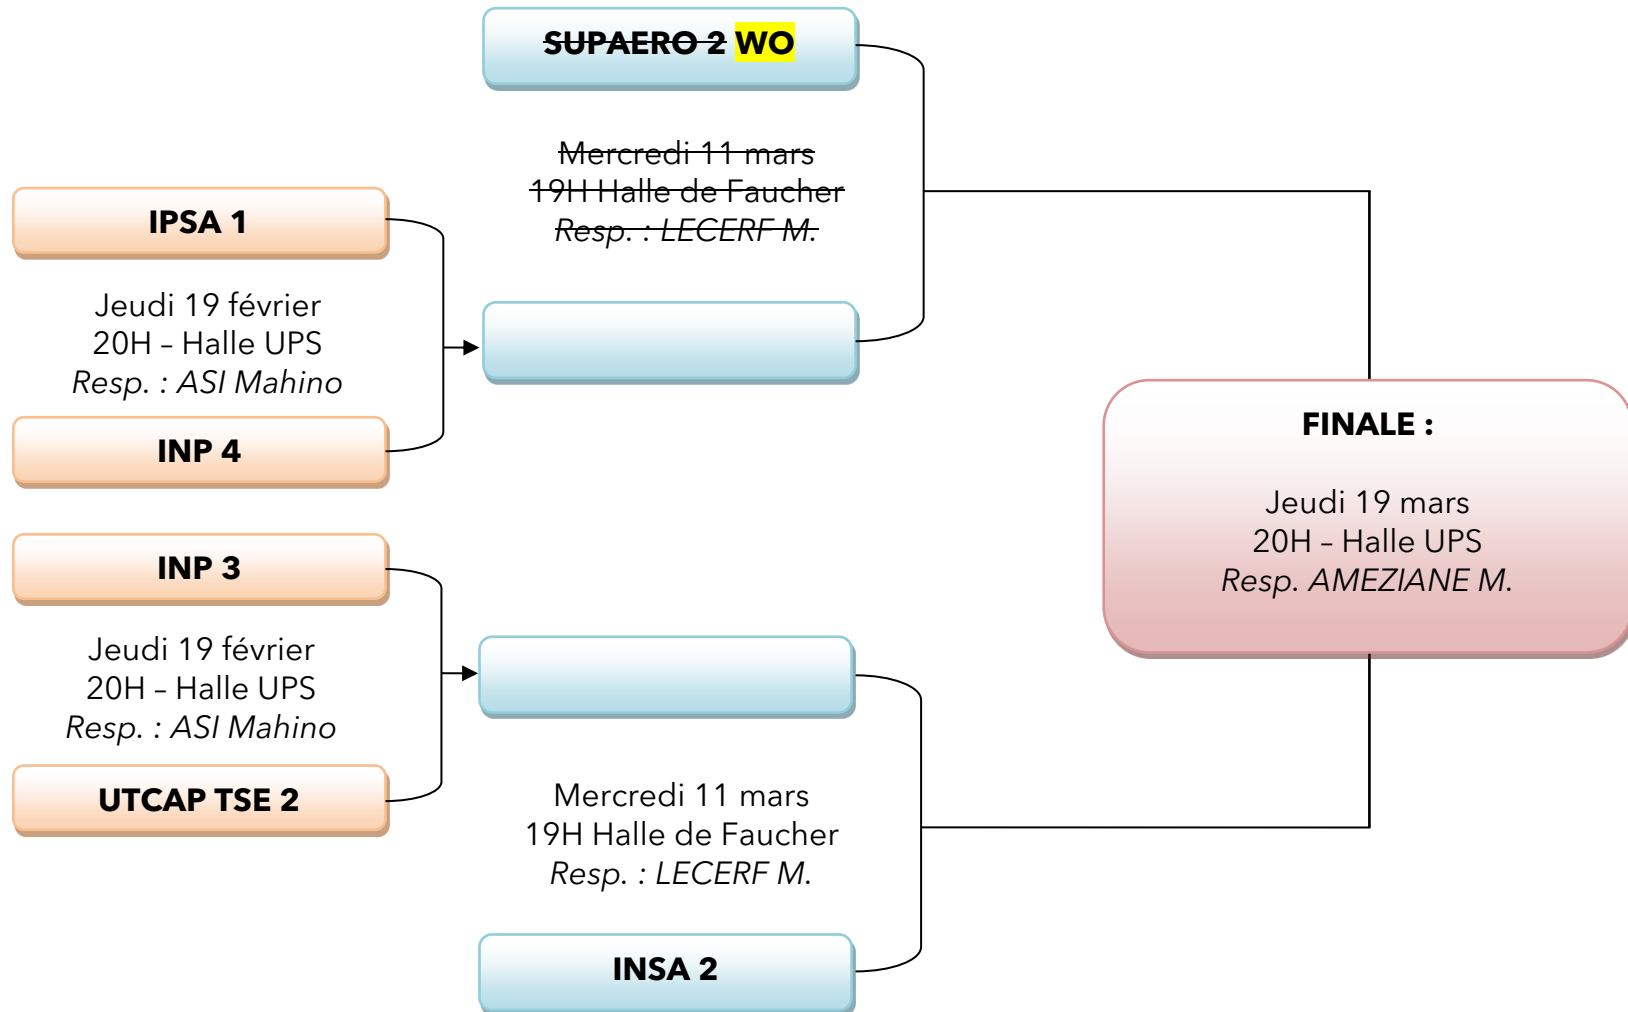 SUPAERO 2 WO
Mercredi 11 mars
19H Halle de Faucher
Resp. : LECERF M.
IPSA 1
Jeudi 19 février
20H – Halle UPS
Resp. : ASI Mahino
INP 4
INP 3
Jeudi 19 février
20H – Halle UPS
Resp. : ASI Mahino
UTCAP TSE 2
Mercredi 11 mars
19H Halle de Faucher
Resp. : LECERF M.
INSA 2
FINALE :
Jeudi 19 mars
20H – Halle UPS
Resp. AMEZIANE M.